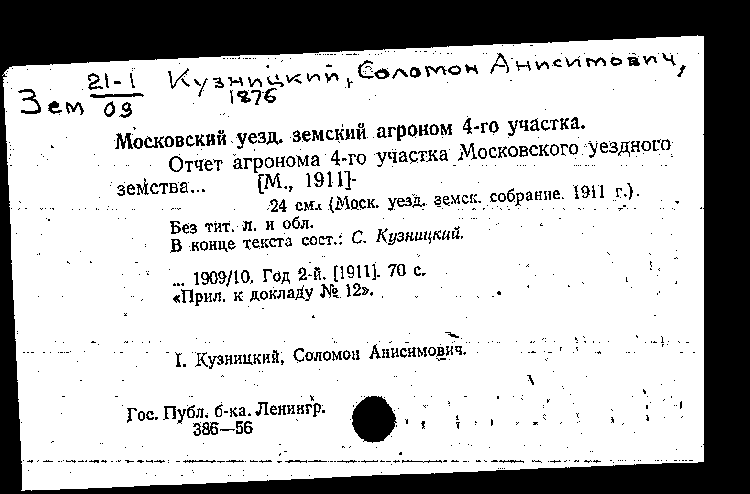 Зем 21-1/09
Кузницкий, Соломон Анисимович,
1876
Московский уезд. земский агроном 4-го участка.
Отчет агронома 4-го участка Московского уездного
земства... [М., 1911]-
24 см. (Моск. уезд. земск. собрание. 1911 г.).
Без тит. л. и обл.
В конце текста сост.: С. Кузницкий.
... 1909/10. Год 2-й. [1911]. 70 с.
«Прил. к докладу № 12».
I. Кузницкий, Соломон Анисимович.
Гос. Публ. б-ка. Ленингр.
386—56